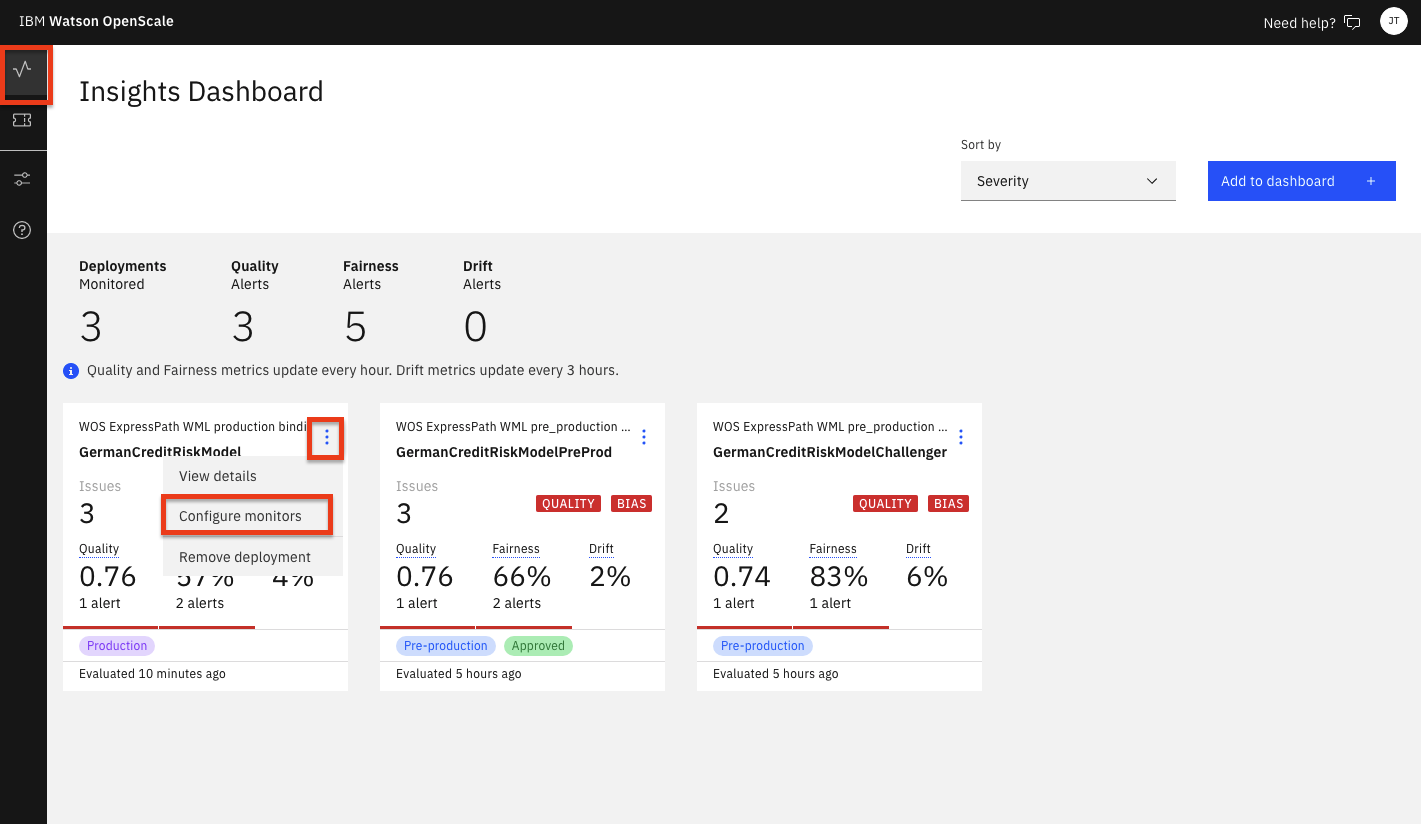 IBM Watson OpenScale
Need help?
JT
Insights Dashboard
Sort by
Severity
Add to dashboard +
Deployments
Monitored
3
Quality
Alerts
3
Fairness
Alerts
5
Drift
Alerts
0
Quality and Fairness metrics update every hour. Drift metrics update every 3 hours.
WOS ExpressPath WML production bindi
GermanCreditRiskModel
View details
Configure monitors
Remove deployment
Issues
3
Quality
0.76
1 alert
57%
2 alerts
4%
Production
Evaluated 10 minutes ago
WOS ExpressPath WML pre_production ...
GermanCreditRiskModelPreProd
Issues
3
QUALITY BIAS
Quality
0.76
1 alert
Fairness
66%
2 alerts
Drift
2%
Pre-production Approved
Evaluated 5 hours ago
WOS ExpressPath WML pre_production ...
GermanCreditRiskModelChallenger
Issues
2
QUALITY BIAS
Quality
0.74
1 alert
Fairness
83%
1 alert
Drift
6%
Pre-production
Evaluated 5 hours ago